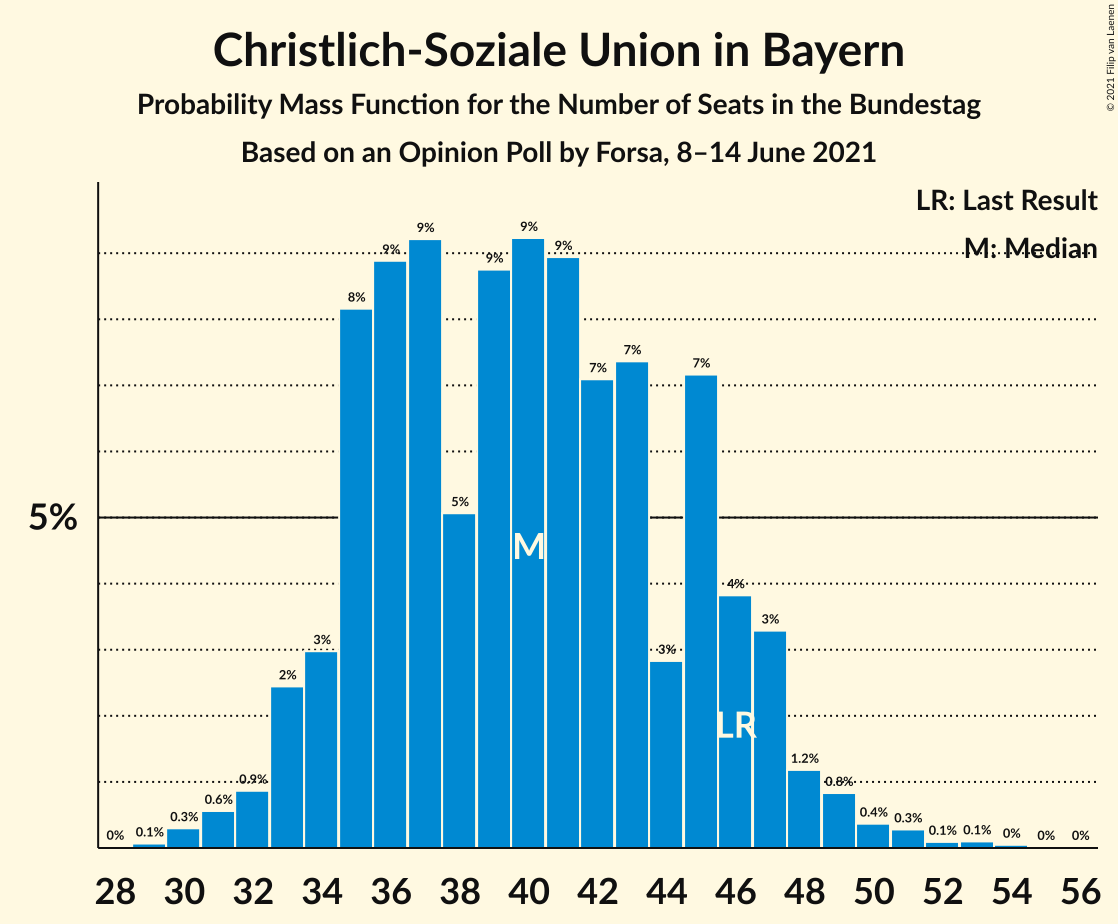 Christlich-Soziale Union in Bayern
Probability Mass Function for the Number of Seats in the Bundestag
Based on an Opinion Poll by Forsa, 8–14 June 2021
© 2021 Filip van Laenen
LR: Last Result
M: Median
5%
0% 0.1% 0.3% 0.6% 0.9% 2% 3% 8% 9% 9% 5% 9% 9% 9% 7% 7% 3% 7% 4% 3% 1.2% 0.8% 0.4% 0.3% 0.1% 0.1% 0% 0% 0%
M
LR
28 30 32 34 36 38 40 42 44 46 48 50 52 54 56